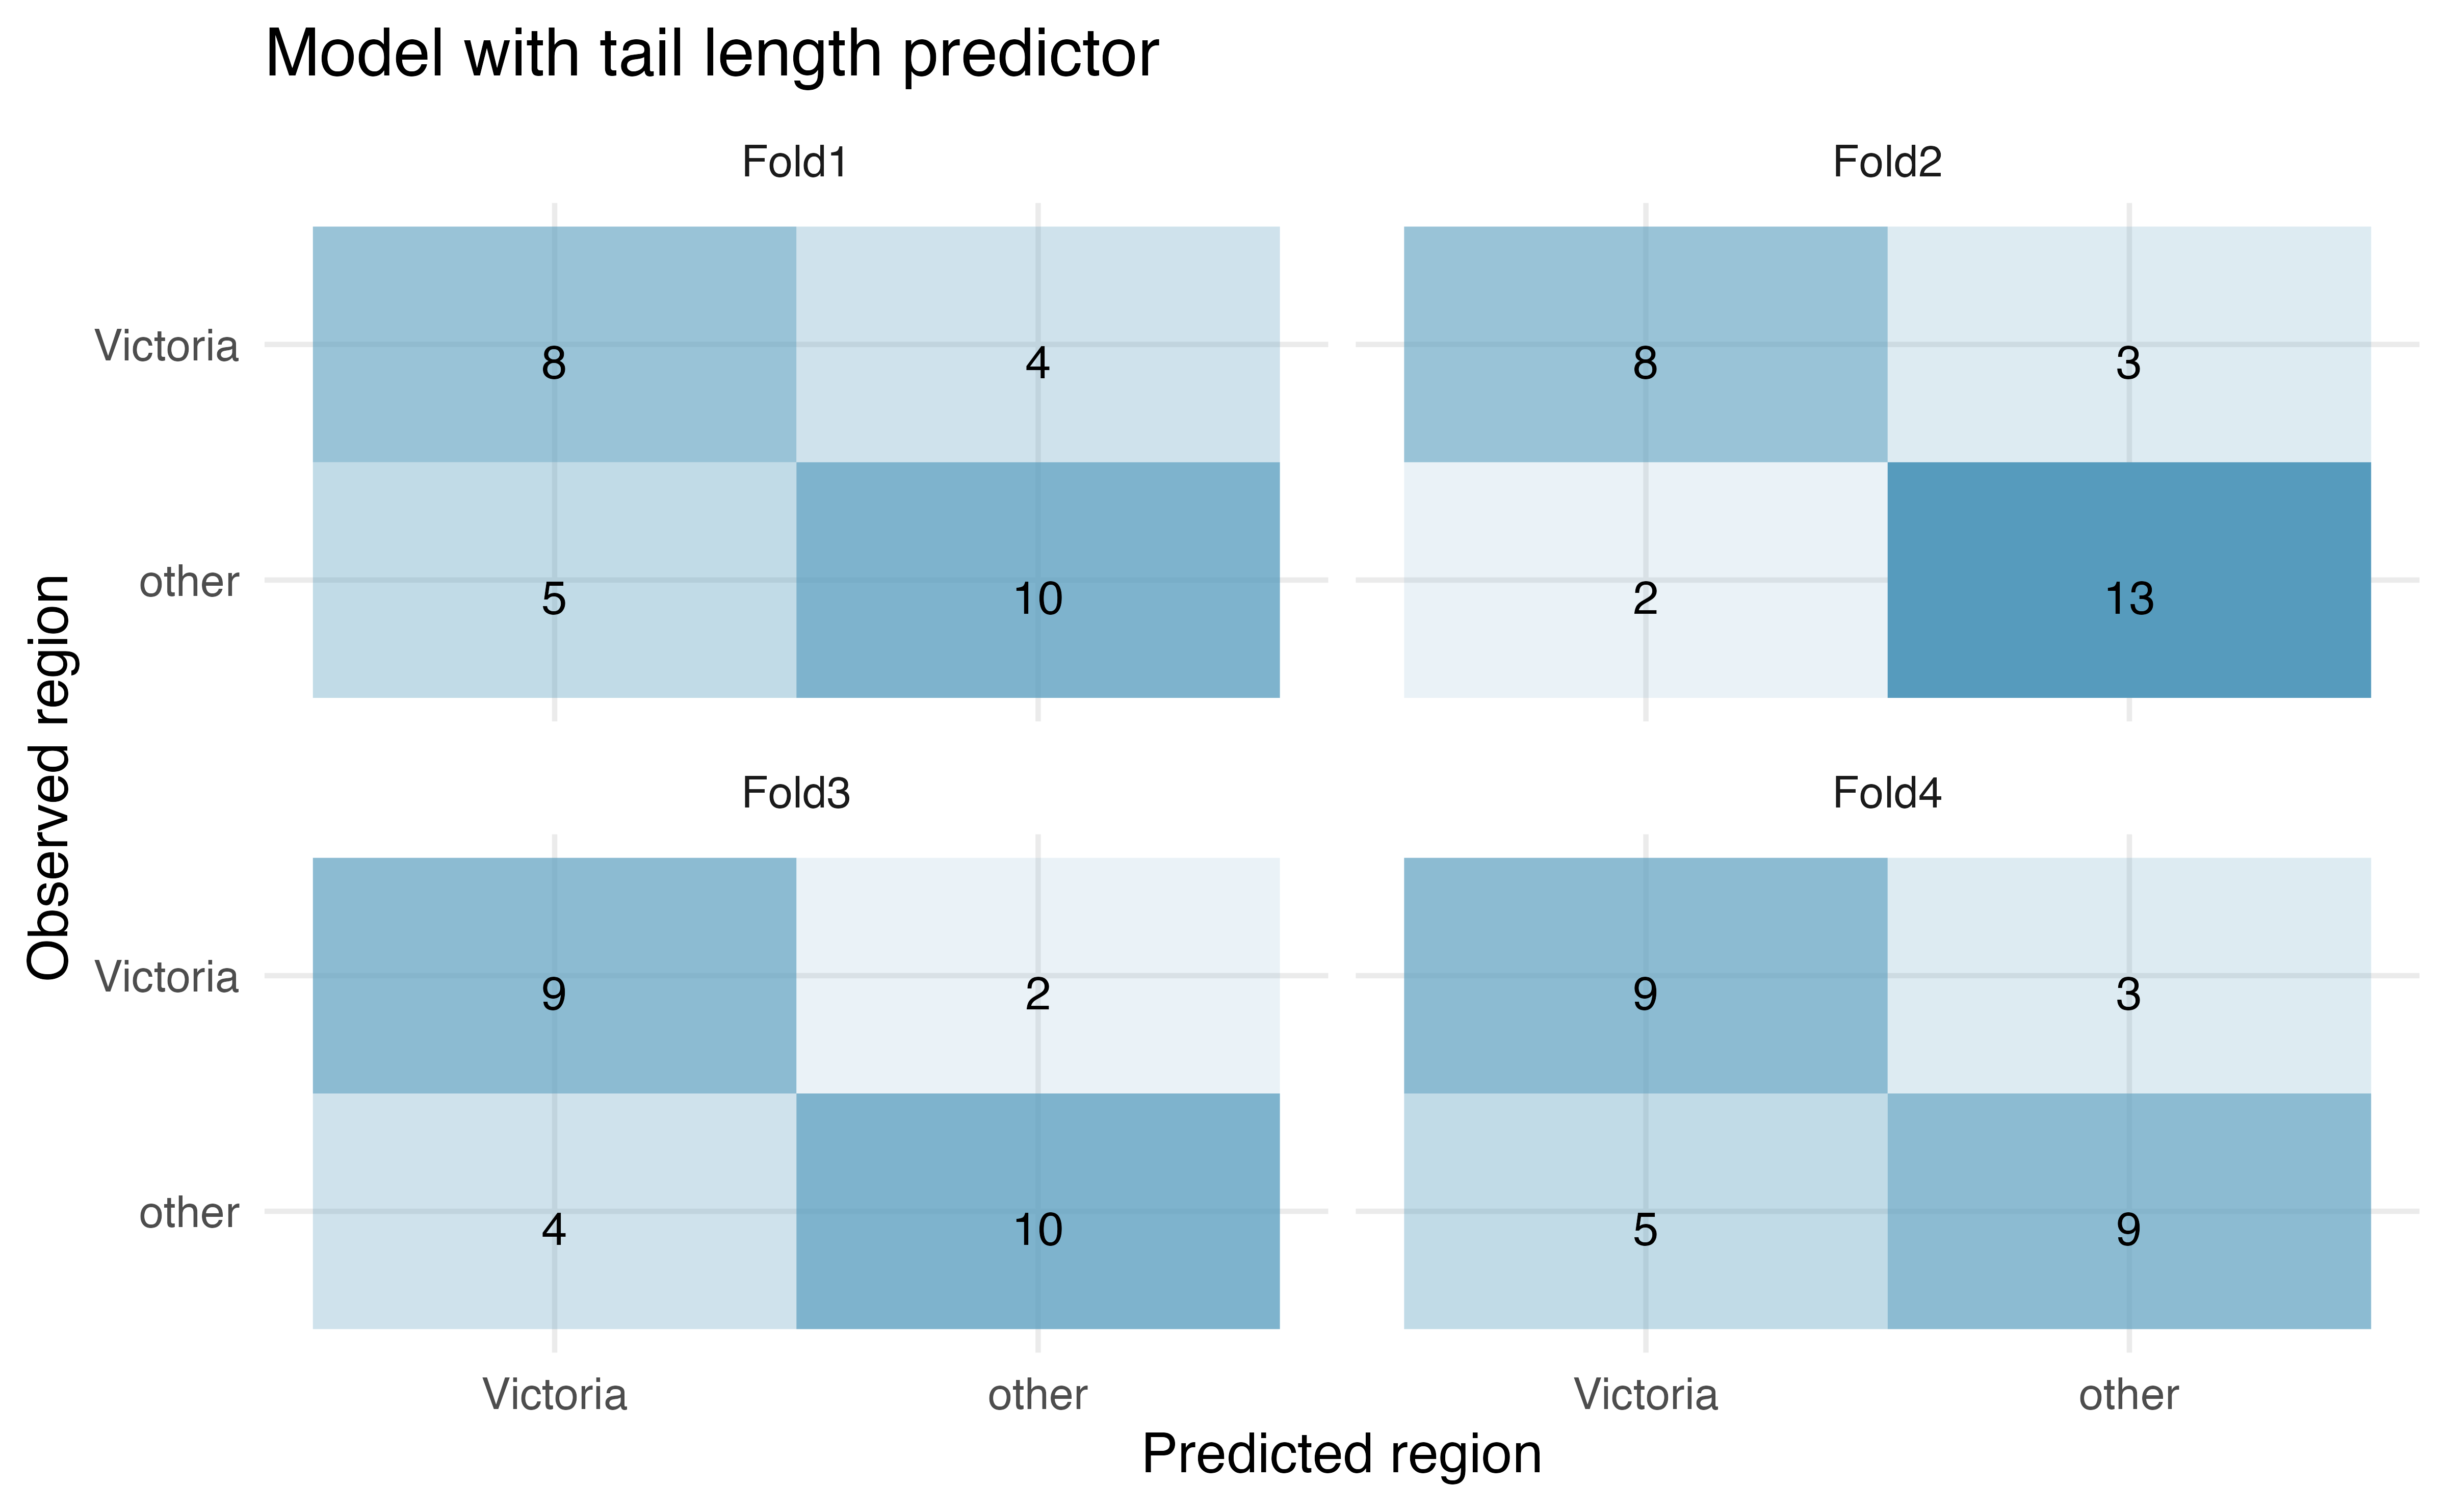 Model with tail length predictor
Fold1
Fold2
Victoria
8
4
8
3
other
5
10
2
13
Observed region
Fold3
Fold4
Victoria
9
2
9
3
other
4
10
5
9
Victoria
other
Victoria
other
Predicted region